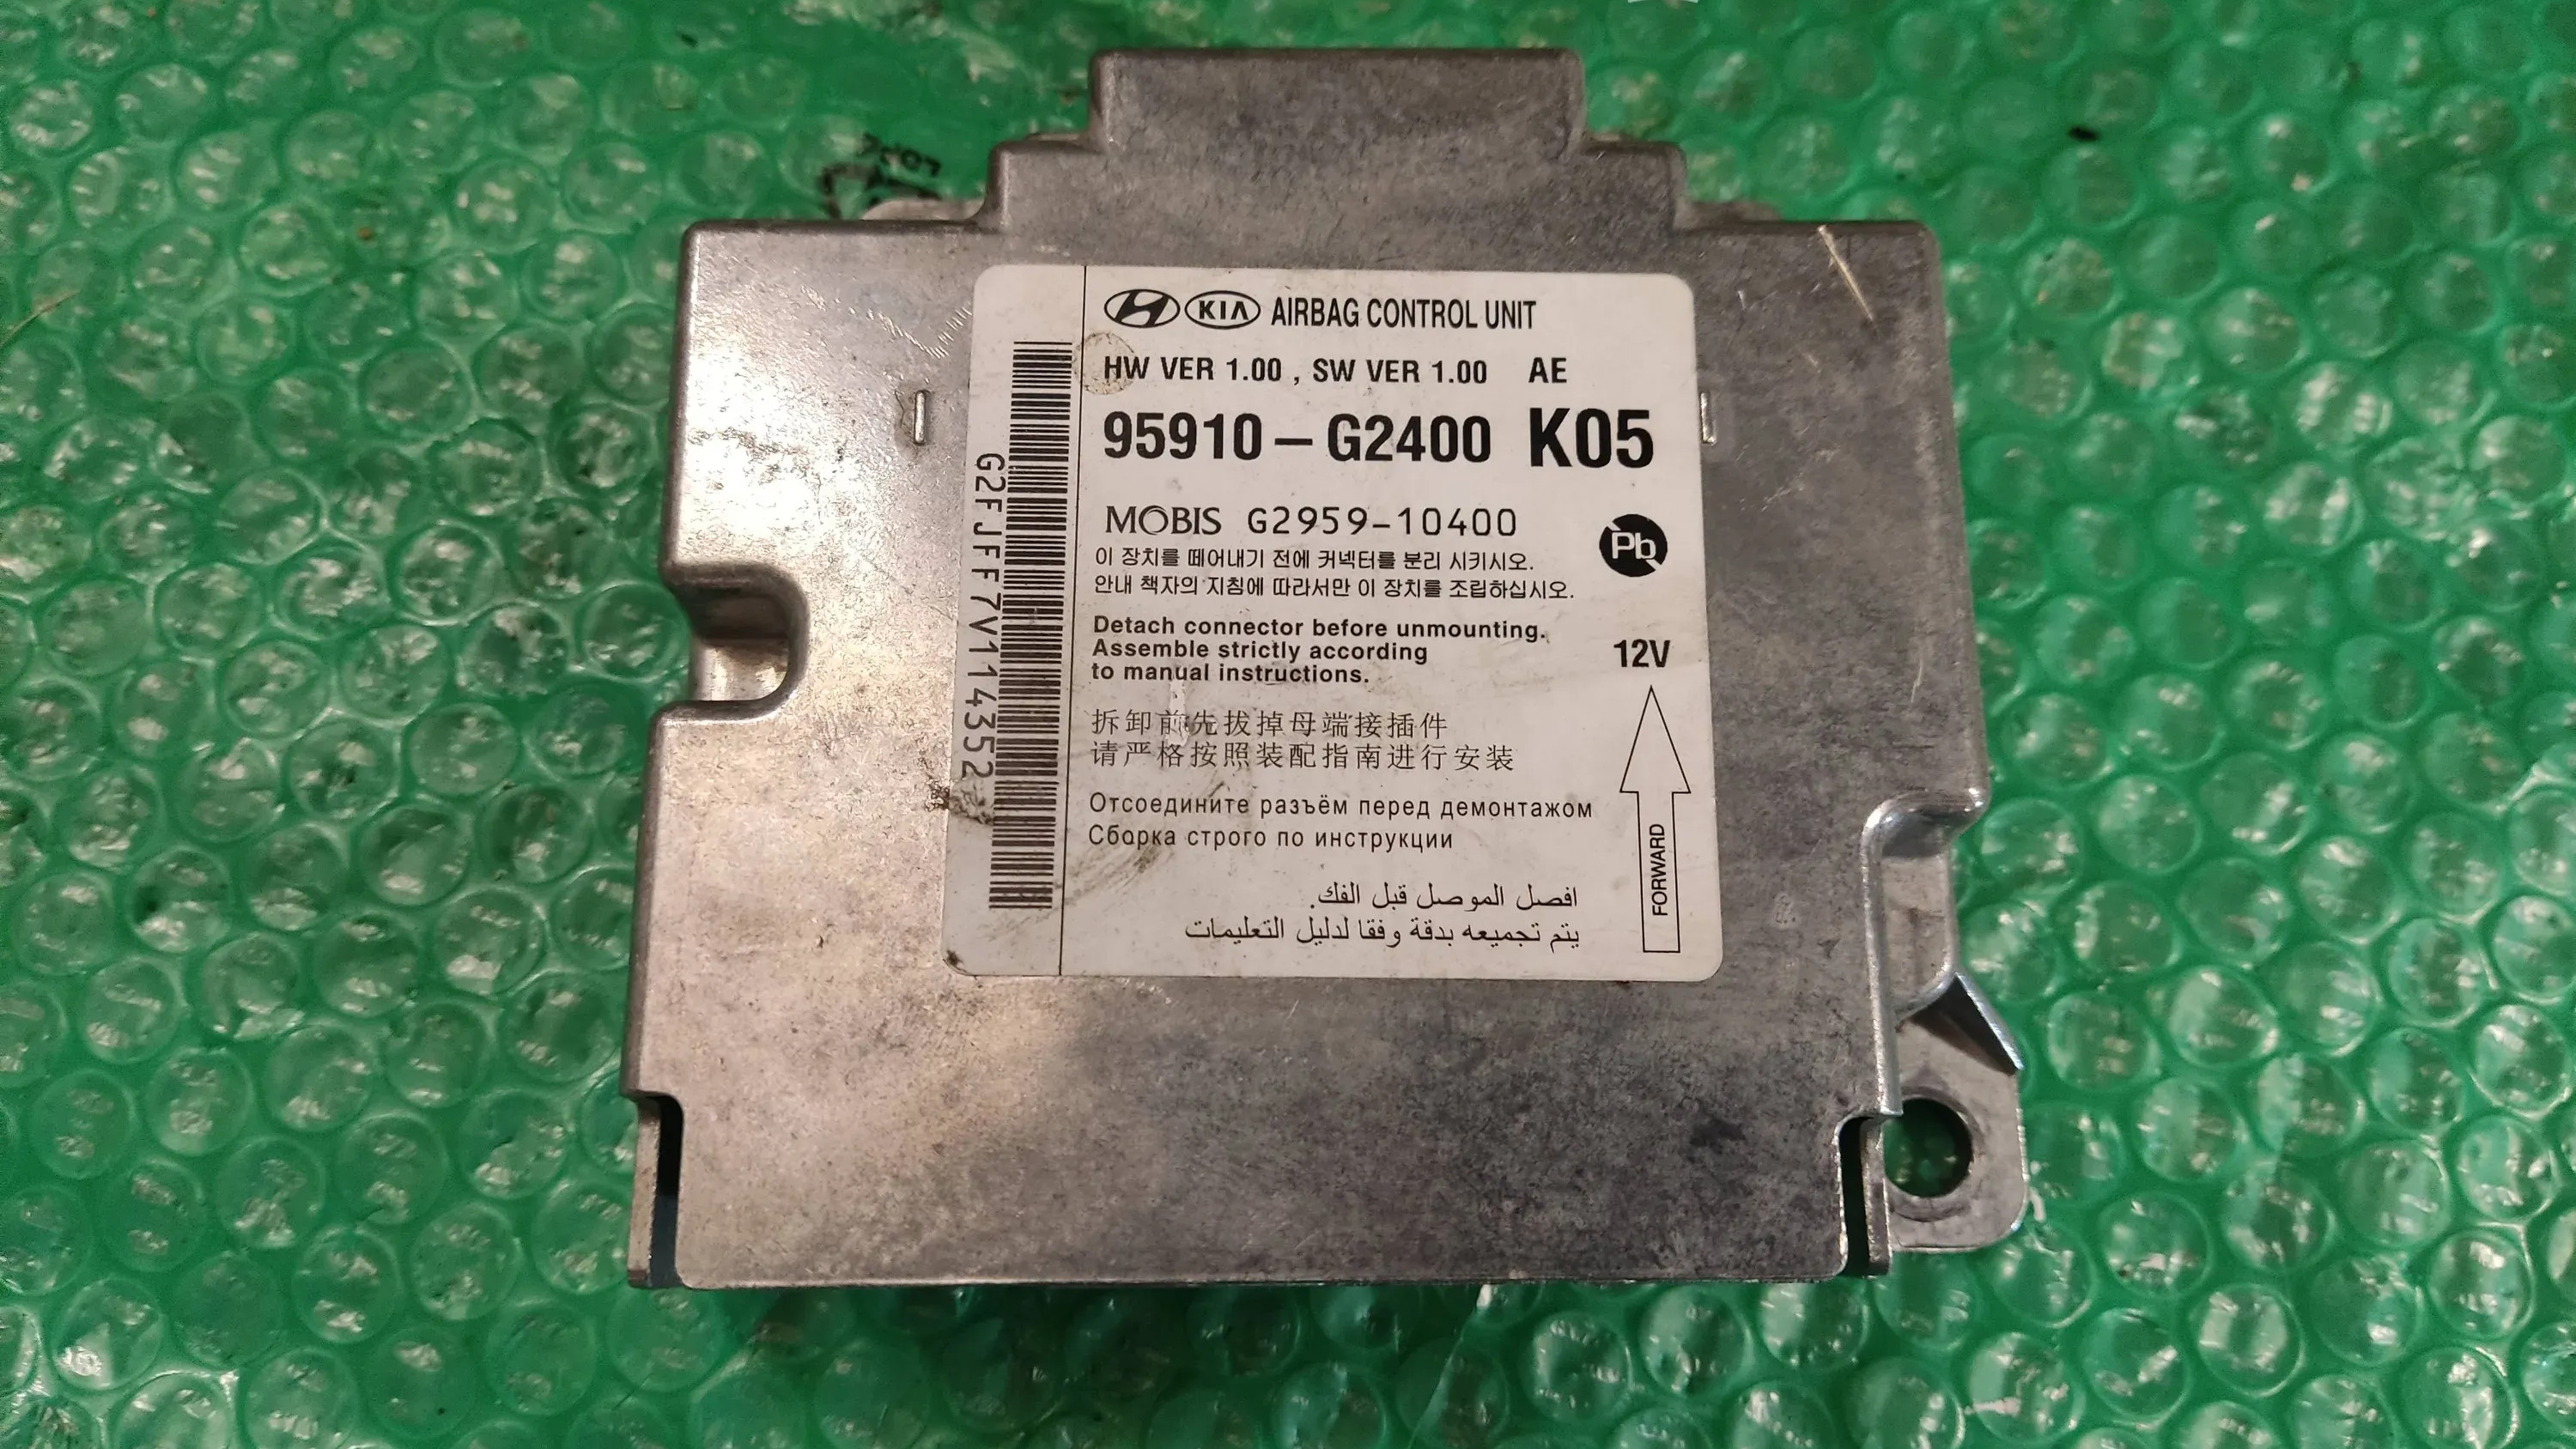 KIA AIRBAG CONTROL UNIT
HW VER 1.00 , SW VER 1.00 AE
95910-G2400 K05
MOBIS G2959-10400
Pb
이 장치를 떼어내기 전에 커넥터를 분리 시키시오.
안내 책자의 지침에 따라서만 이 장치를 조립하십시오.
Detach connector before unmounting.
Assemble strictly according
to manual instructions.
12V
拆卸前先拔掉母端接插件
请严格按照装配指南进行安装
Отсоедините разъём перед демонтажом
Сборка строго по инструкции
افصل الموصل قبل الفك.
يتم تجميعه بدقة وفقا لدليل التعليمات
FORWARD
G2FJFF7V114352